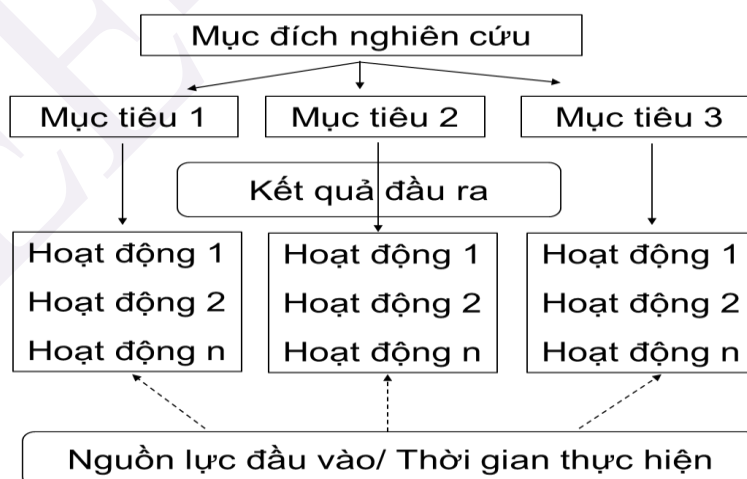 Mục đích nghiên cứu
Mục tiêu 1
Mục tiêu 2
Mục tiêu 3
Kết quả đầu ra
Hoạt động 1
Hoạt động 2
Hoạt động n
Hoạt động 1
Hoạt động 2
Hoạt động n
Hoạt động 1
Hoạt động 2
Hoạt động n
Nguồn lực đầu vào/ Thời gian thực hiện